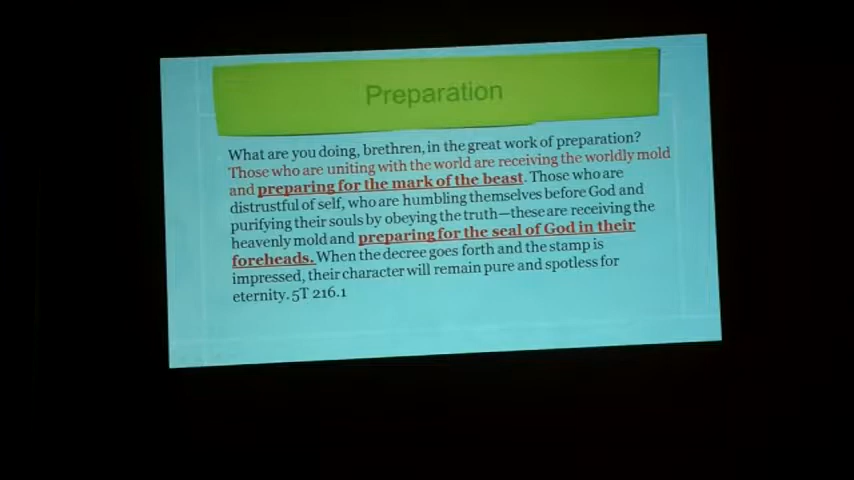 Preparation
What are you doing, brethren, in the great work of preparation?
Those who are uniting with the world are receiving the worldly mold
and preparing for the mark of the beast. Those who are
distrustful of self, who are humbling themselves before God and
purifying their souls by obeying the truth—these are receiving the
heavenly mold and preparing for the seal of God in their
foreheads. When the decree goes forth and the stamp is
impressed, their character will remain pure and spotless for
eternity. 5T 216.1